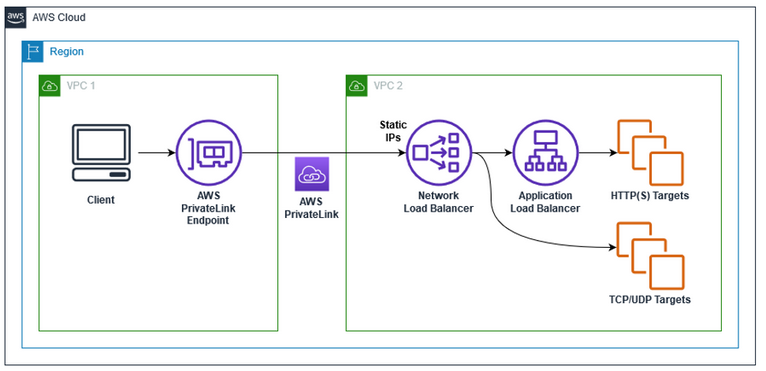 aws
AWS Cloud
Region
VPC 1
VPC 2
Static
IPs
Client
AWS
PrivateLink
Endpoint
AWS
PrivateLink
Network
Load Balancer
Application
Load Balancer
HTTP(S) Targets
TCP/UDP Targets